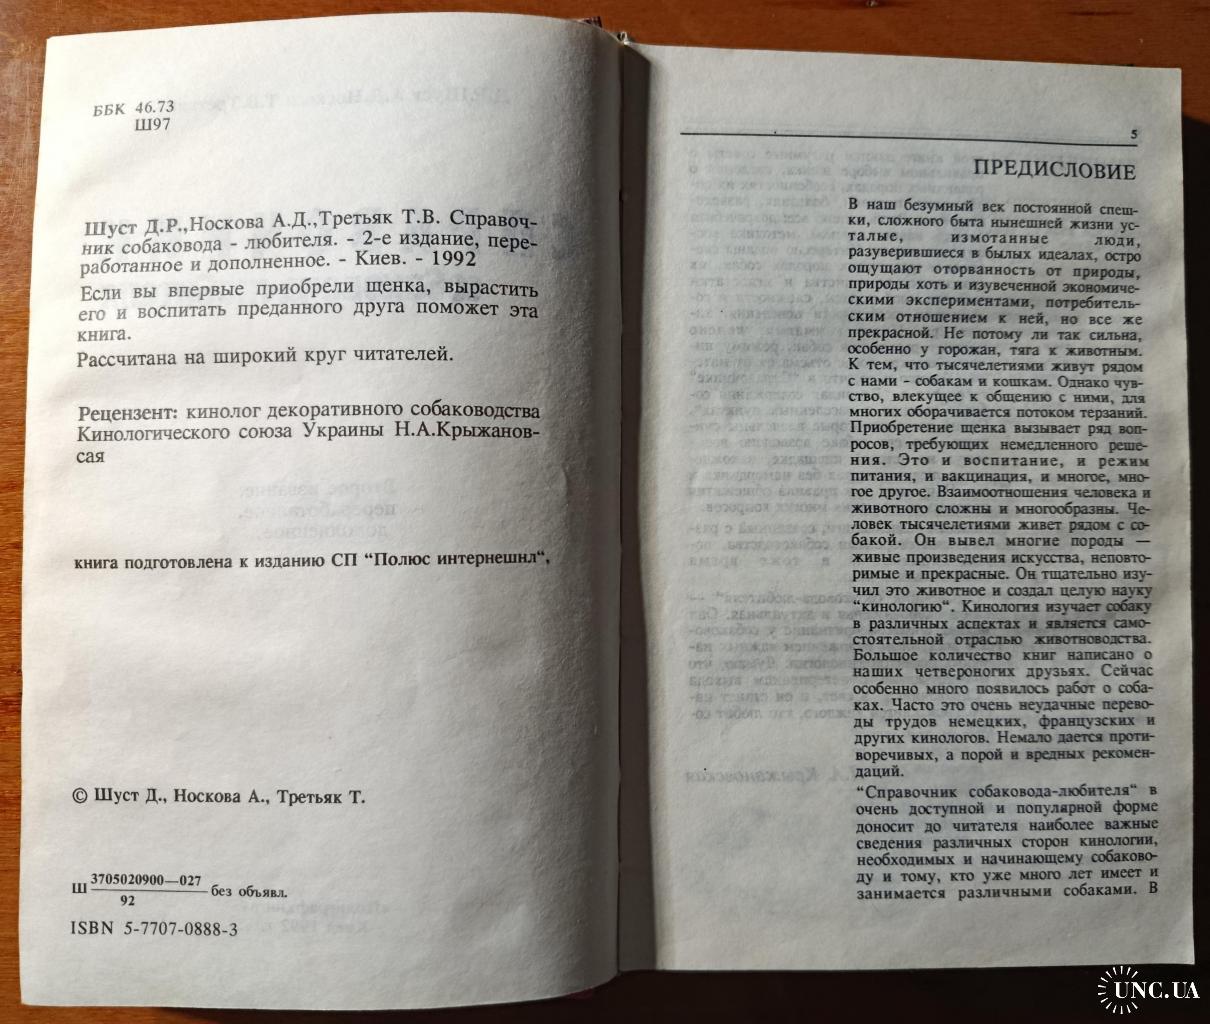 ББК 46.73
Ш97
Шуст Д.Р.,Носкова А.Д.,Третьяк Т.В. Справоч-
ник собаковода - любителя. - 2-е издание, пере-
работанное и дополненное. - Киев. - 1992
Если вы впервые приобрели щенка, вырастить
его и воспитать преданного друга поможет эта
книга.
Рассчитана на широкий круг читателей.
Рецензент: кинолог декоративного собаководства
Кинологического союза Украины Н.А.Крыжанов-
сая
книга подготовлена к изданию СП “Полюс интернешнл“,
© Шуст Д., Носкова А., Третьяк Т.
Ш 3705020900—027 без объявл.
92
ISBN 5-7707-0888-3
5
ПРЕДИСЛОВИЕ
В наш безумный век постоянной спеш-
ки, сложного быта нынешней жизни ус-
талые, измотанные люди,
разуверившиеся в былых идеалах, остро
ощущают оторванность от природы,
природы хоть и изувеченной экономиче-
скими экспериментами, потребитель-
ским отношением к ней, но все же
прекрасной. Не потому ли так сильна,
особенно у горожан, тяга к животным.
К тем, что тысячелетиями живут рядом
с нами - собакам и кошкам. Однако чув-
ство, влекущее к общению с ними, для
многих оборачивается потоком терзаний.
Приобретение щенка вызывает ряд воп-
росов, требующих немедленного реше-
ния. Это и воспитание, и режим
питания, и вакцинация, и многое, мно-
гое другое. Взаимоотношения человека и
животного сложны и многообразны. Че-
ловек тысячелетиями живет рядом с со-
бакой. Он вывел многие породы —
живые произведения искусства, неповто-
римые и прекрасные. Он тщательно изу-
чил это животное и создал целую науку
“кинологию“. Кинология изучает собаку
в различных аспектах и является само-
стоятельной отраслью животноводства.
Большое количество книг написано о
наших четвероногих друзьях. Сейчас
особенно много появилось работ о соба-
ках. Часто это очень неудачные перево-
ды трудов немецких, французских и
других кинологов. Немало дается проти-
воречивых, а порой и вредных рекомен-
даций.
“Справочник собаковода-любителя“ в
очень доступной и популярной форме
доносит до читателя наиболее важные
сведения различных сторон кинологии,
необходимых и начинающему собаково-
ду и тому, кто уже много лет имеет и
занимается различными собаками. В
UNC.UA